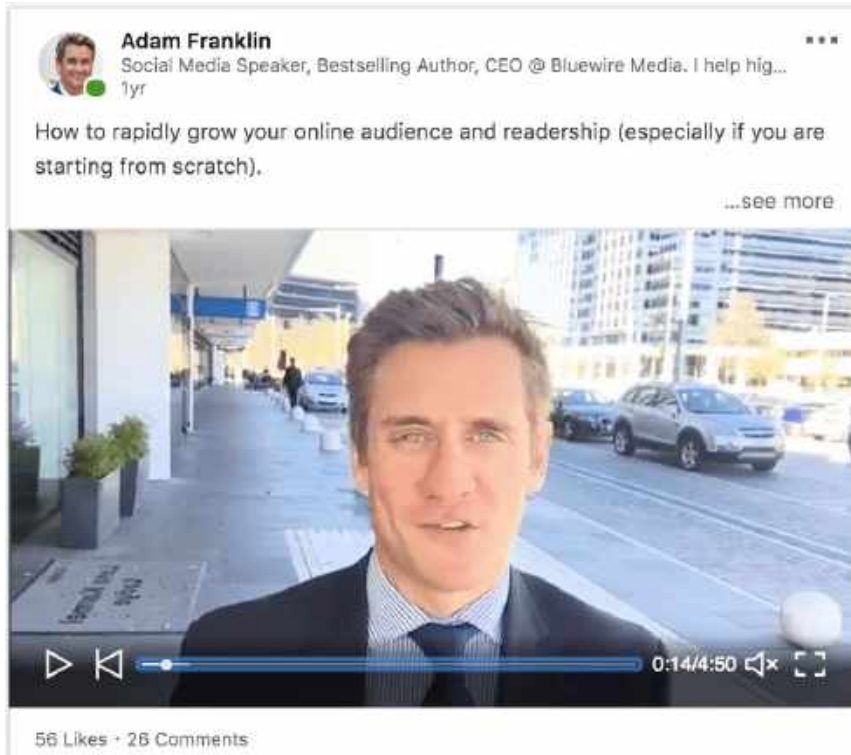 Adam Franklin
Social Media Speaker, Bestselling Author, CEO @ Bluewire Media. I help hig...
1yr
How to rapidly grow your online audience and readership (especially if you are
starting from scratch).
...see more
0:14/4:50
56 Likes · 26 Comments